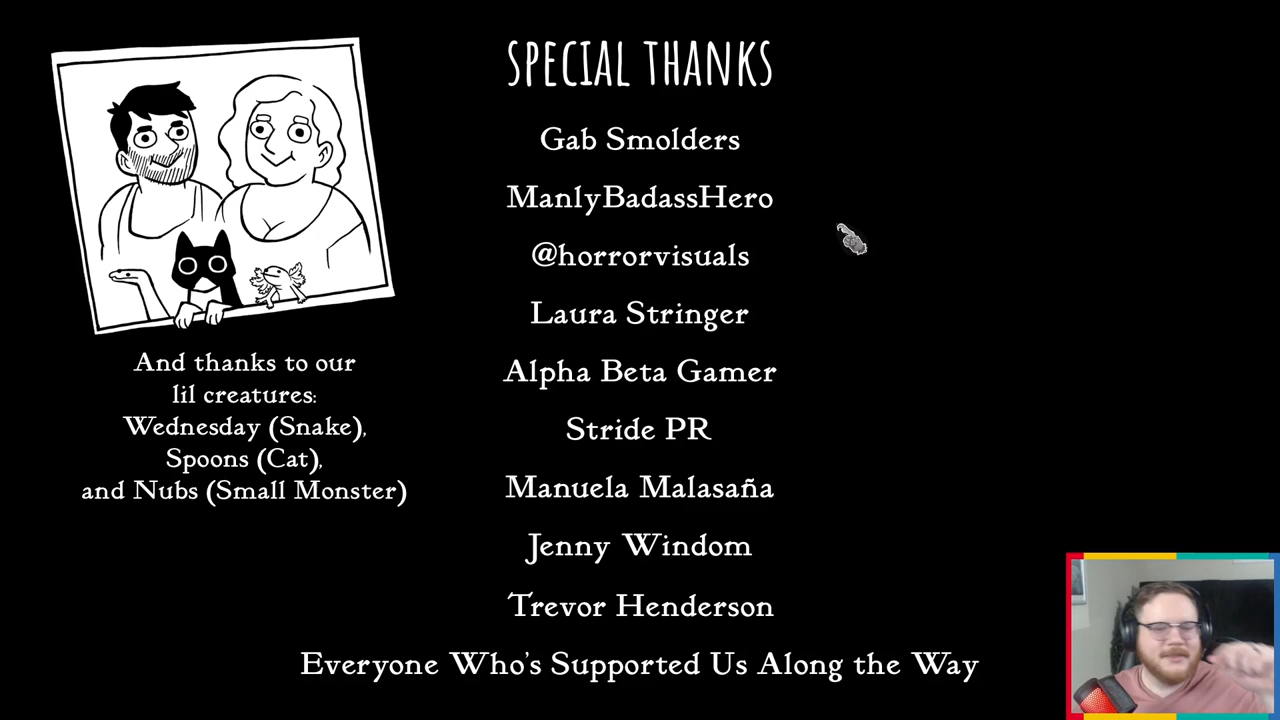 SPECIAL THANKS
Gab Smolders
ManlyBadassHero
@horrorvisuals
Laura Stringer
Alpha Beta Gamer
Stride PR
Manuela Malasaña
Jenny Windom
Trevor Henderson
Everyone Who's Supported Us Along the Way
And thanks to our
lil creatures:
Wednesday (Snake),
Spoons (Cat),
and Nubs (Small Monster)